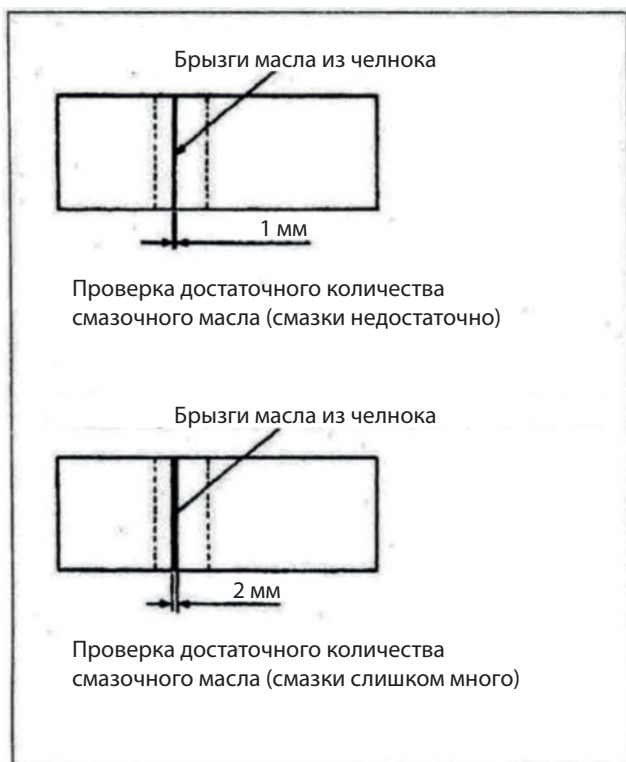 Брызги масла из челнока
1 мм
Проверка достаточного количества
смазочного масла (смазки недостаточно)
Брызги масла из челнока
2 мм
Проверка достаточного количества
смазочного масла (смазки слишком много)